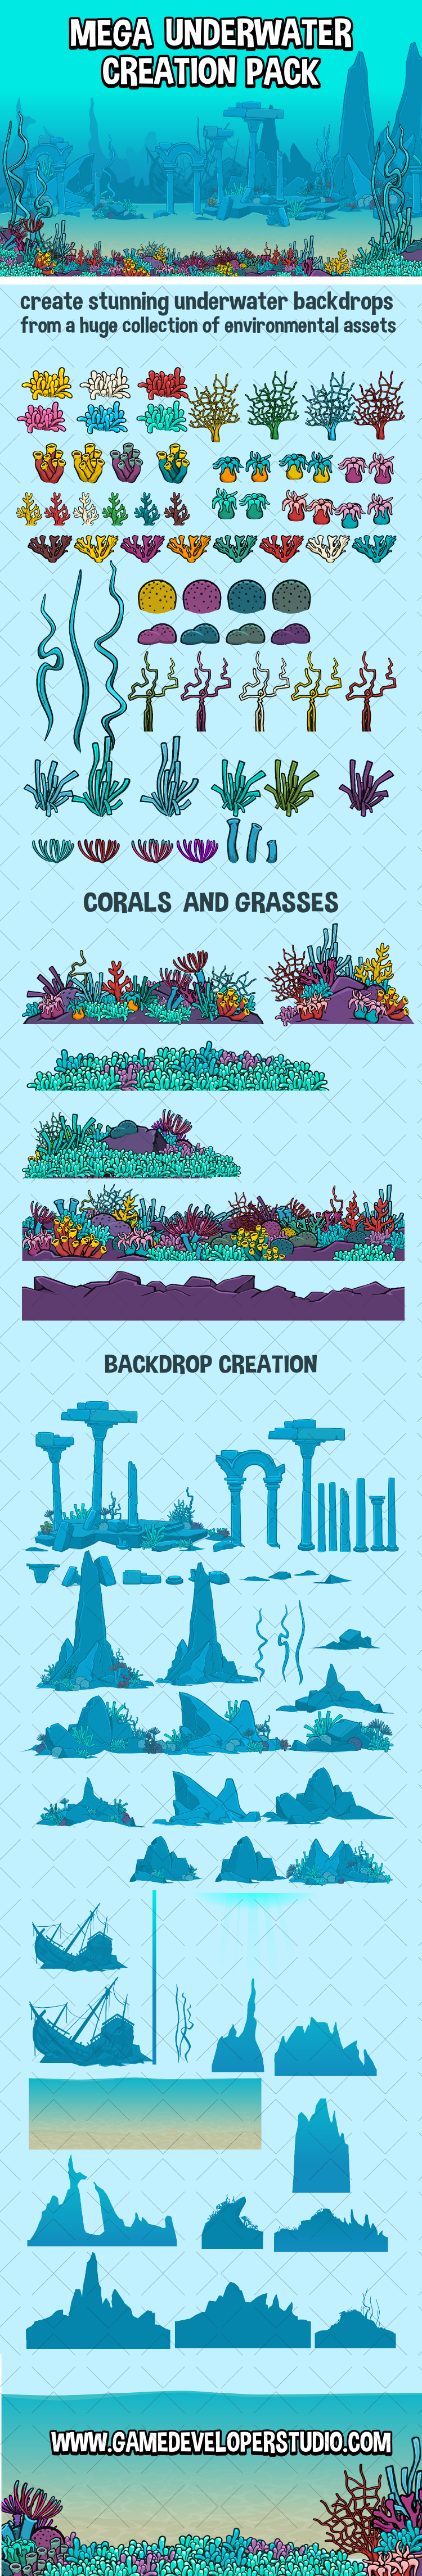 MEGA UNDERWATER
CREATION PACK
create stunning underwater backdrops
from a huge collection of environmental assets
CORALS AND GRASSES
BACKDROP CREATION
WWW.GAMEDEVELOPERSTUDIO.COM